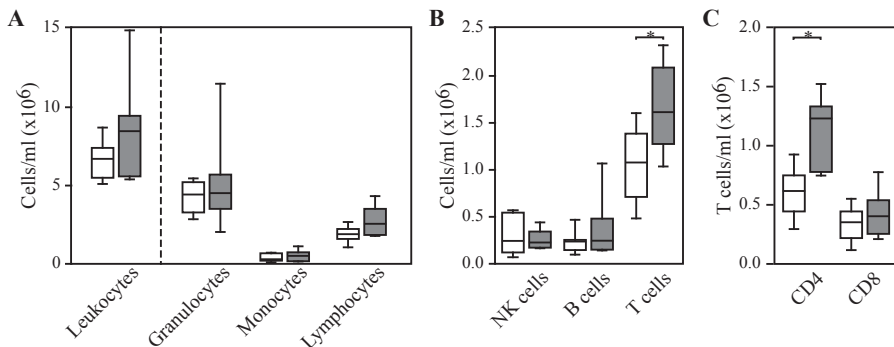 A
Cells/ml (x10⁶)
15
10
5
0
Leukocytes
Granulocytes
Monocytes
Lymphocytes
B
Cells/ml (x10⁶)
2.5
2.0
1.5
1.0
0.5
0.0
*
NK cells
B cells
T cells
C
T cells/ml (x10⁶)
2.0
1.5
1.0
0.5
0.0
*
CD4
CD8